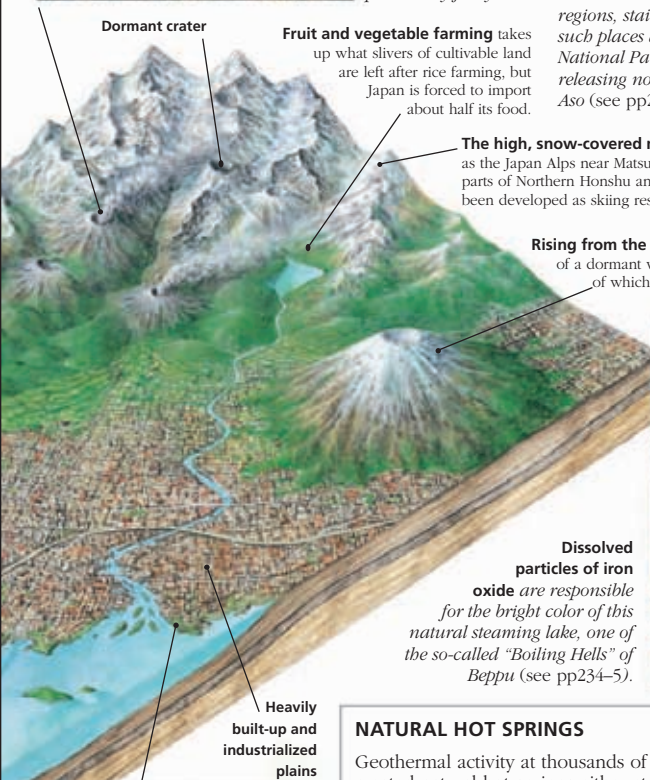 Dormant crater
Fruit and vegetable farming takes
up what slivers of cultivable land
are left after rice farming, but
Japan is forced to import
about half its food.
regions, stai
such places
National Pa
releasing no
Aso (see pp2
The high, snow-covered
as the Japan Alps near Matsu
parts of Northern Honshu an
been developed as skiing res
Rising from the
of a dormant
of which
Dissolved
particles of iron
oxide are responsible
for the bright color of this
natural steaming lake, one of
the so-called “Boiling Hells” of
Beppu (see pp234–5).
Heavily
built-up and
industrialized
plains
NATURAL HOT SPRINGS
Geothermal activity at thousands of